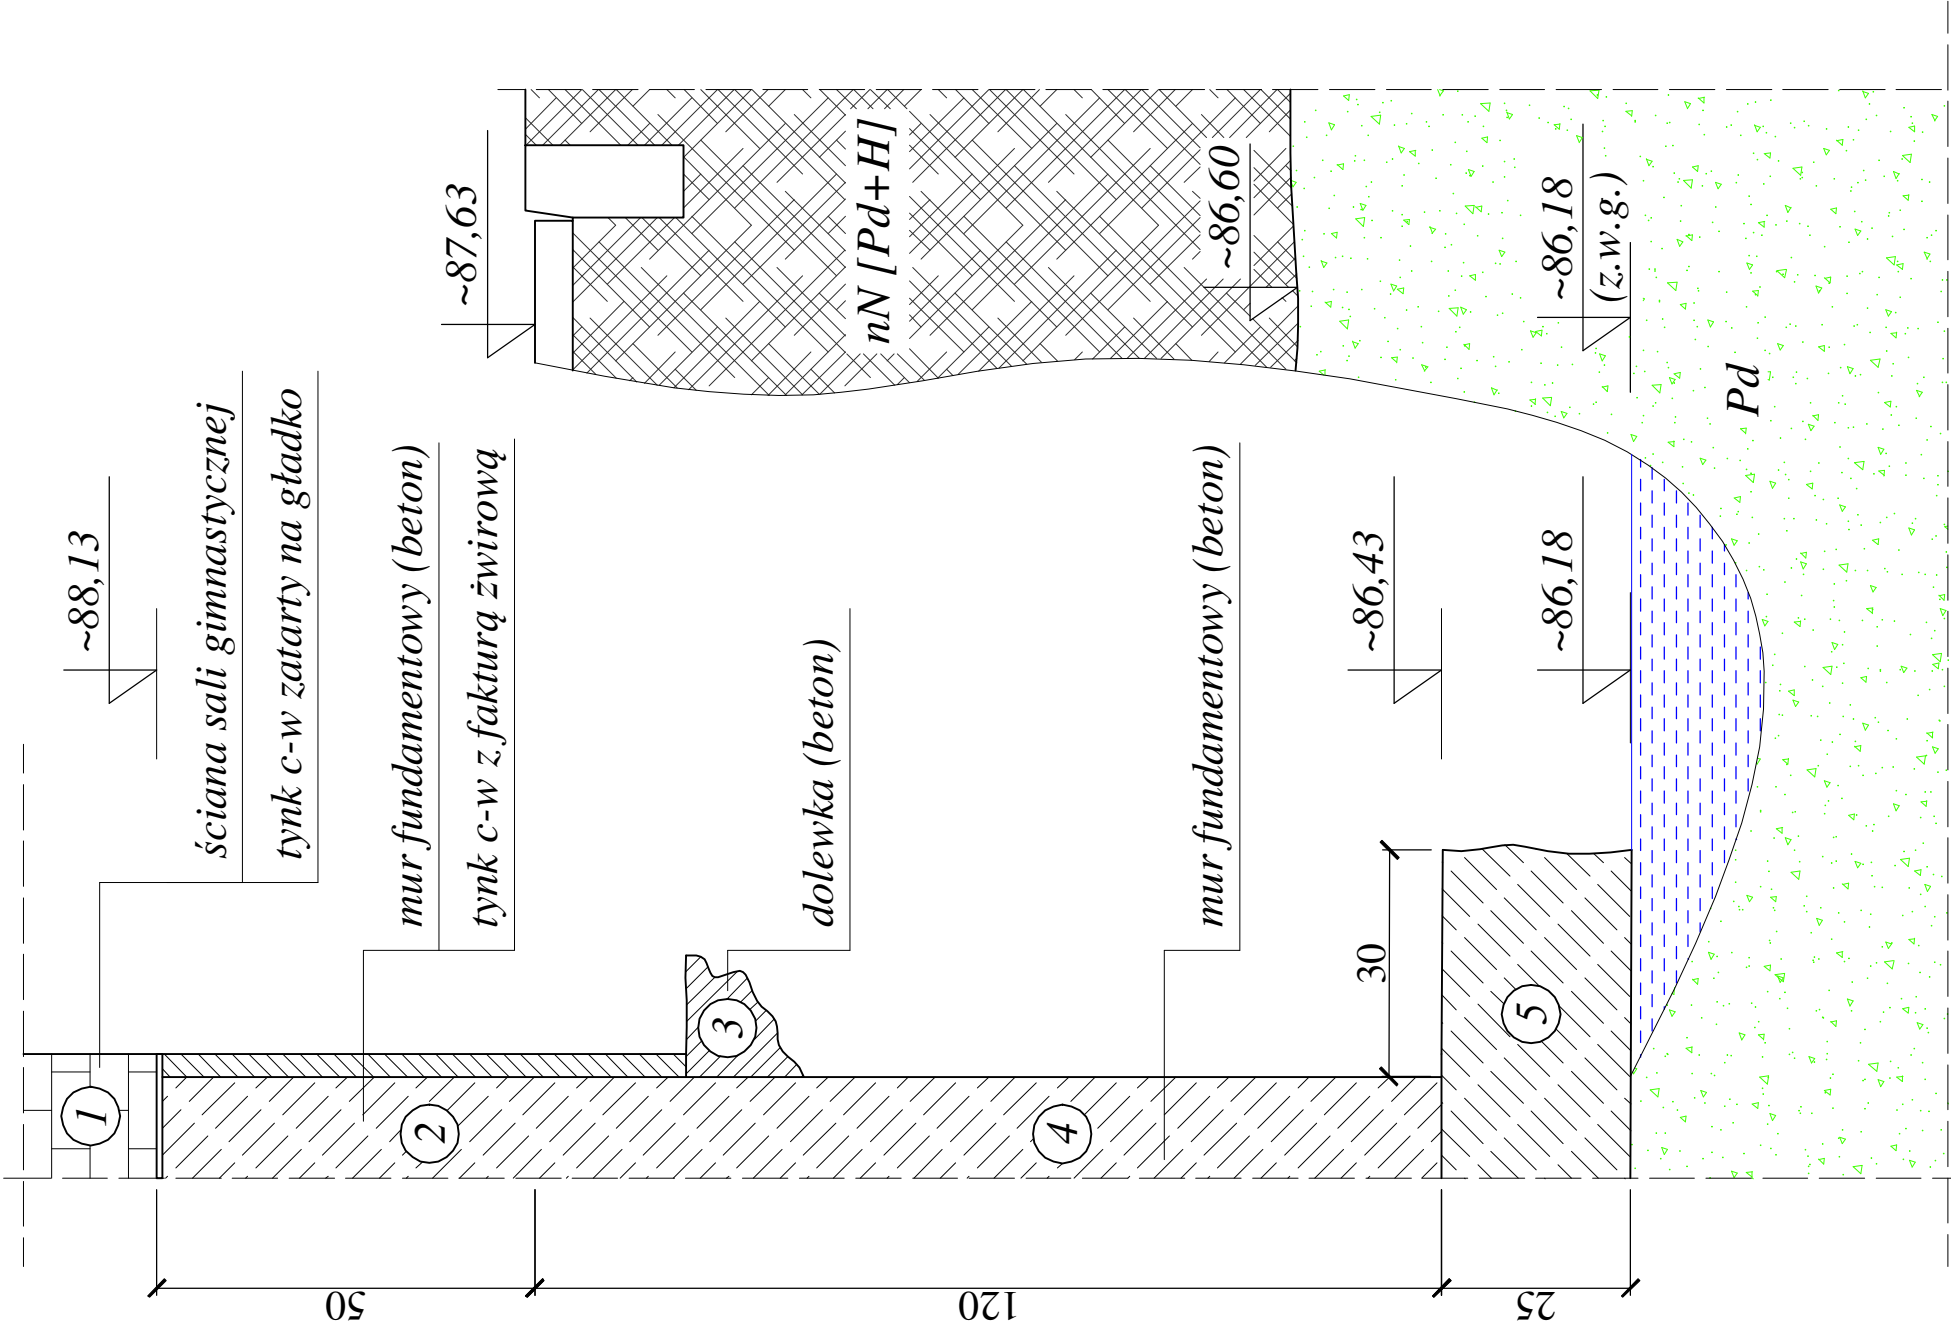 ~88,13
ściana sali gimnastycznej
tynk c-w zatarty na gładko
1
~87,63
mur fundamentowy (beton)
tynk c-w z fakturą żwirową
2
50
nN [Pd+H]
dolewka (beton)
3
~86,60
mur fundamentowy (beton)
4
120
~86,43
30
~86,18
~86,18
(z.w.g.)
5
25
Pd